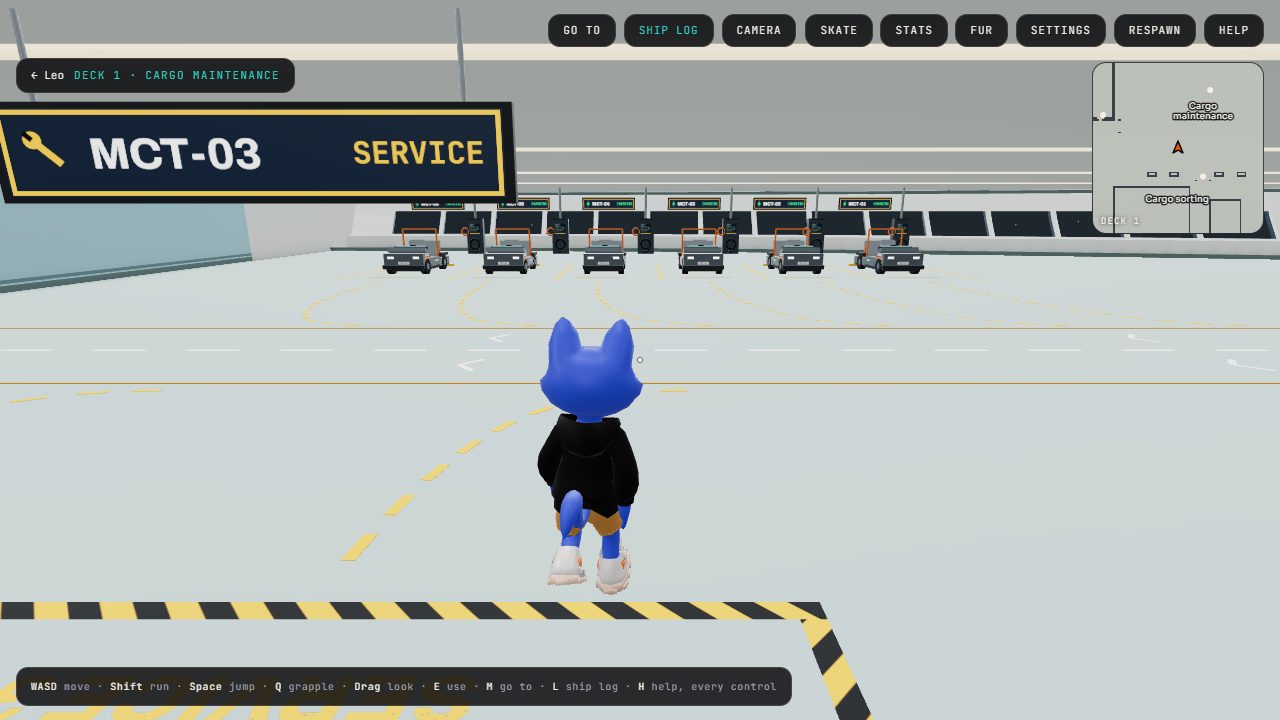 GO TO
SHIP LOG
CAMERA
SKATE
STATS
FUR
SETTINGS
RESPAWN
HELP
← Leo DECK 1 · CARGO MAINTENANCE
MCT-03 SERVICE
Cargo
maintenance
Cargo sorting
DECK 1
WASD move · Shift run · Space jump · Q grapple · Drag look · E use · M go to · L ship log · H help, every control